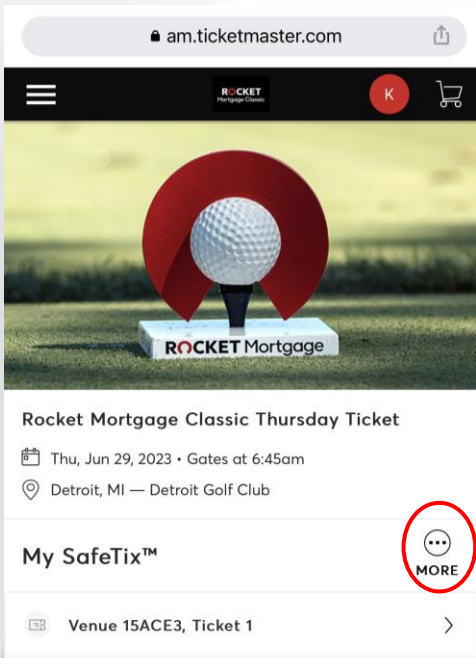 am.ticketmaster.com
ROCKET
Mortgage Classic
K
ROCKET Mortgage
Rocket Mortgage Classic Thursday Ticket
Thu, Jun 29, 2023 • Gates at 6:45am
Detroit, MI — Detroit Golf Club
My SafeTix™
MORE
Venue 15ACE3, Ticket 1